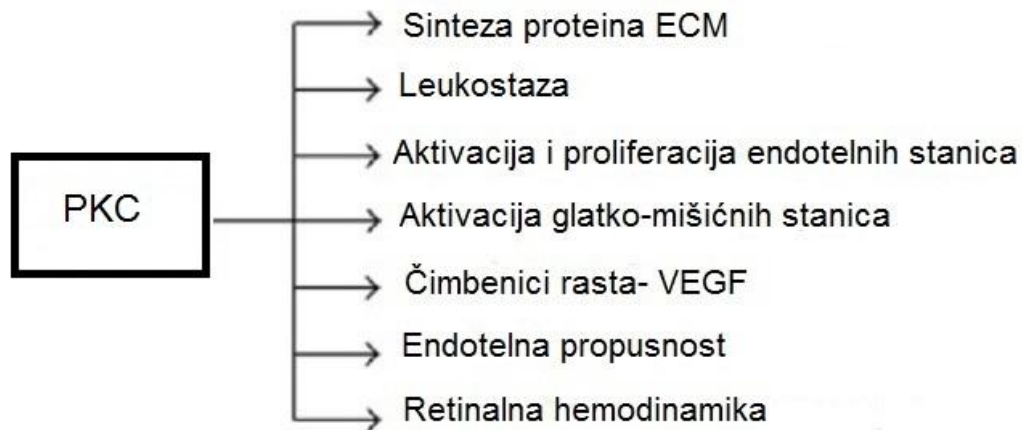 Sinteza proteina ECM
Leukostaza
Aktivacija i proliferacija endotelnih stanica
PKC
Aktivacija glatko-mišićnih stanica
Čimbenici rasta- VEGF
Endotelna propusnost
Retinalna hemodinamika